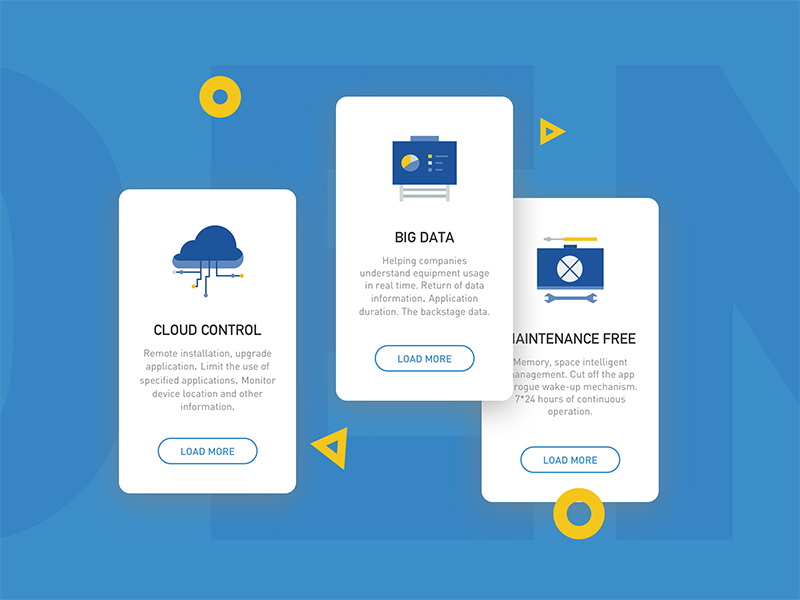 CLOUD CONTROL
Remote installation, upgrade
application. Limit the use of
specified applications. Monitor
device location and other
information.
LOAD MORE
BIG DATA
Helping companies
understand equipment usage
in real time. Return of data
information. Application
duration. The backstage data.
LOAD MORE
AINTENANCE FREE
Memory, space intelligent
anagement. Cut off the app
rogue wake-up mechanism.
7*24 hours of continuous
operation.
LOAD MORE